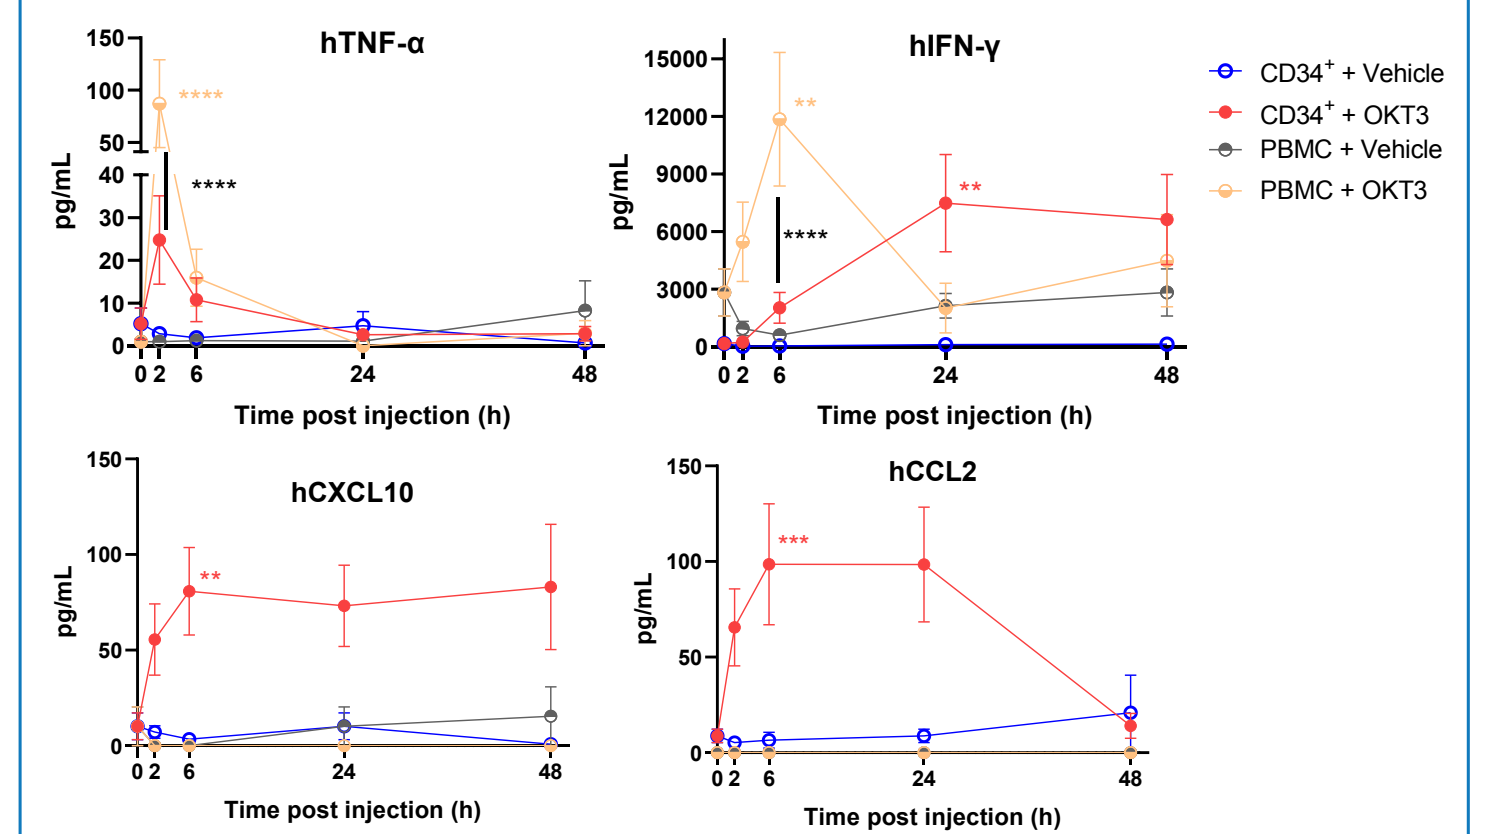 hTNF-α
150
100
50
40
30
20
10
0
pg/mL
****
****
0 2 6 24 48
Time post injection (h)
hIFN-γ
15000
12000
9000
6000
3000
0
pg/mL
**
**
****
0 2 6 24 48
Time post injection (h)
CD34+ + Vehicle
CD34+ + OKT3
PBMC + Vehicle
PBMC + OKT3
hCXCL10
150
100
50
0
pg/mL
**
0 2 6 24 48
Time post injection (h)
hCCL2
150
100
50
0
pg/mL
***
0 2 6 24 48
Time post injection (h)